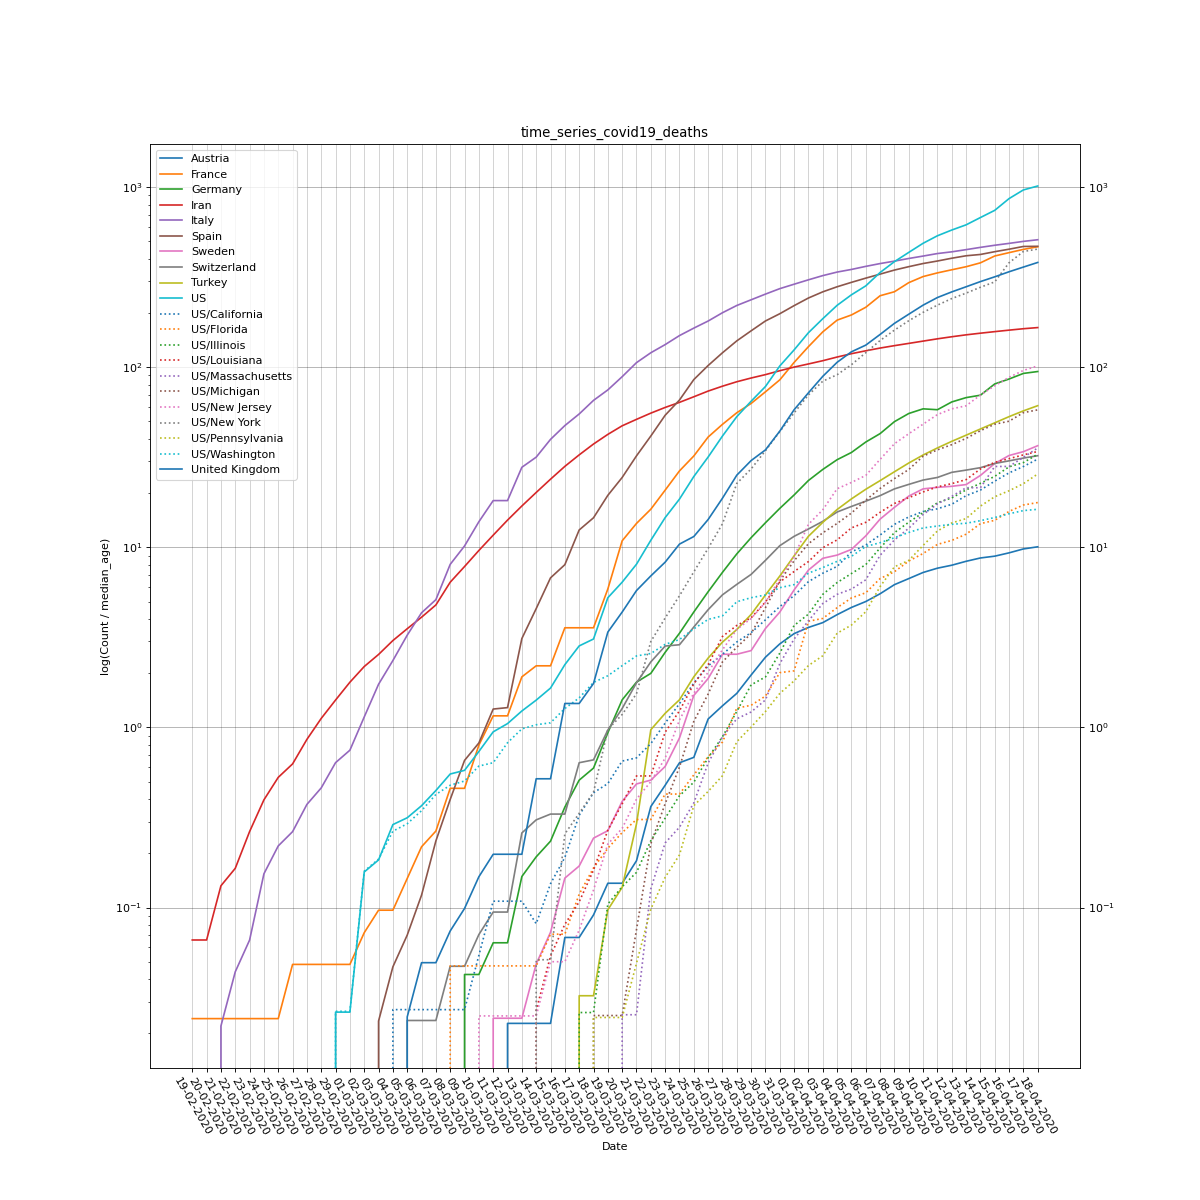 time_series_covid19_deaths
Austria
France
Germany
Iran
Italy
Spain
Sweden
Switzerland
Turkey
US
US/California
US/Florida
US/Illinois
US/Louisiana
US/Massachusetts
US/Michigan
US/New Jersey
US/New York
US/Pennsylvania
US/Washington
United Kingdom
log(Count / median_age)
10³
10²
10¹
10⁰
10⁻¹
10³
10²
10¹
10⁰
10⁻¹
19-02-2020
20-02-2020
21-02-2020
22-02-2020
23-02-2020
24-02-2020
25-02-2020
26-02-2020
27-02-2020
28-02-2020
29-02-2020
01-03-2020
02-03-2020
03-03-2020
04-03-2020
05-03-2020
06-03-2020
07-03-2020
08-03-2020
09-03-2020
10-03-2020
11-03-2020
12-03-2020
13-03-2020
14-03-2020
15-03-2020
16-03-2020
17-03-2020
18-03-2020
19-03-2020
20-03-2020
21-03-2020
22-03-2020
23-03-2020
24-03-2020
25-03-2020
26-03-2020
27-03-2020
28-03-2020
29-03-2020
30-03-2020
31-03-2020
01-04-2020
02-04-2020
03-04-2020
04-04-2020
05-04-2020
06-04-2020
07-04-2020
08-04-2020
09-04-2020
10-04-2020
11-04-2020
12-04-2020
13-04-2020
14-04-2020
15-04-2020
16-04-2020
17-04-2020
18-04-2020
Date